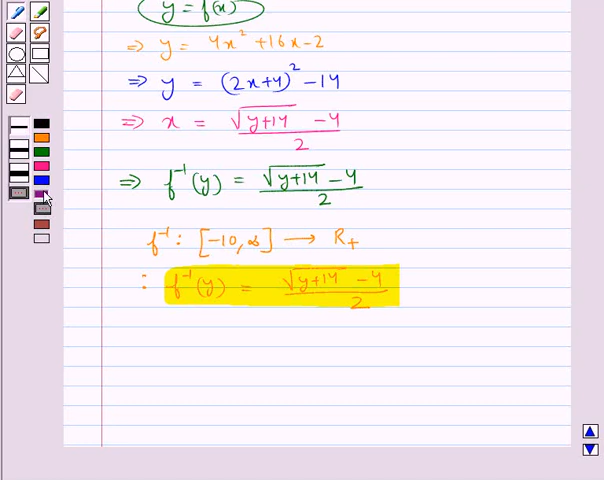 y = f(x)
⇒ y = 4x² + 16x - 2
⇒ y = (2x+4)² - 14
⇒ x = √(y+14) - 4 / 2
⇒ f⁻¹(y) = √(y+14) - 4 / 2
f⁻¹ : [-10, ∞] → R₊
: f⁻¹(y) = √(y+14) - 4 / 2